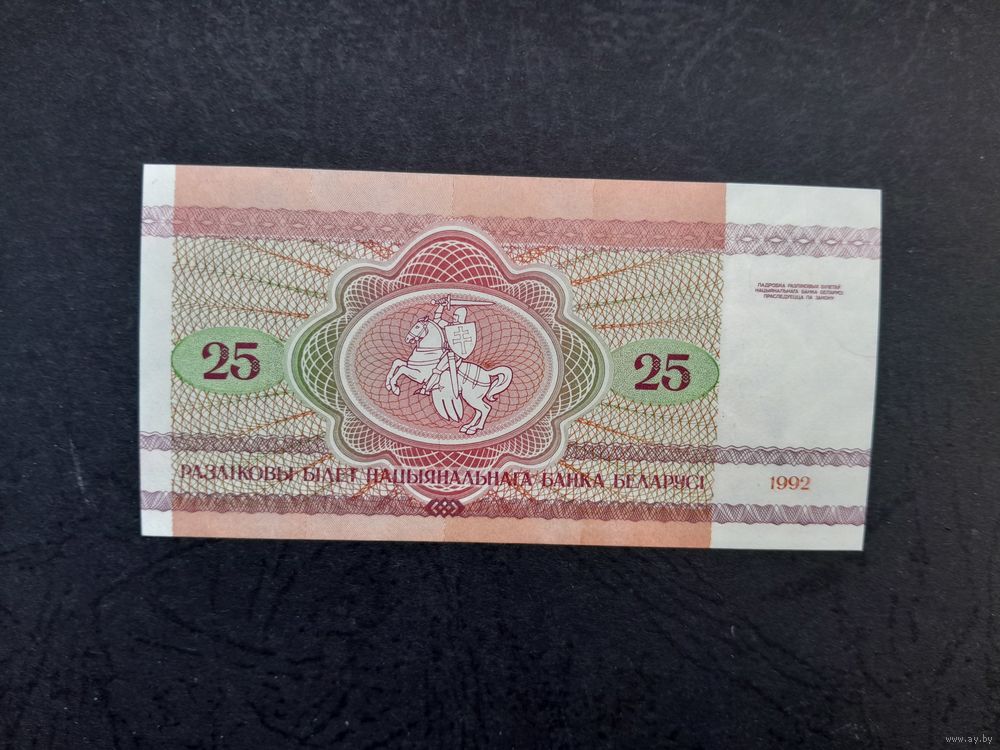 ПАДРОБКА РАЗЛІКОВЫХ БІЛЕТАЎ
НАЦЫЯНАЛЬНАГА БАНКА БЕЛАРУСІ
ПРАСЛЕДУЕЦЦА ПА ЗАКОНУ
25
25
РАЗЛІКОВЫ БІЛЕТ НАЦЫЯНАЛЬНАГА БАНКА БЕЛАРУСІ
1992
www.ay.by